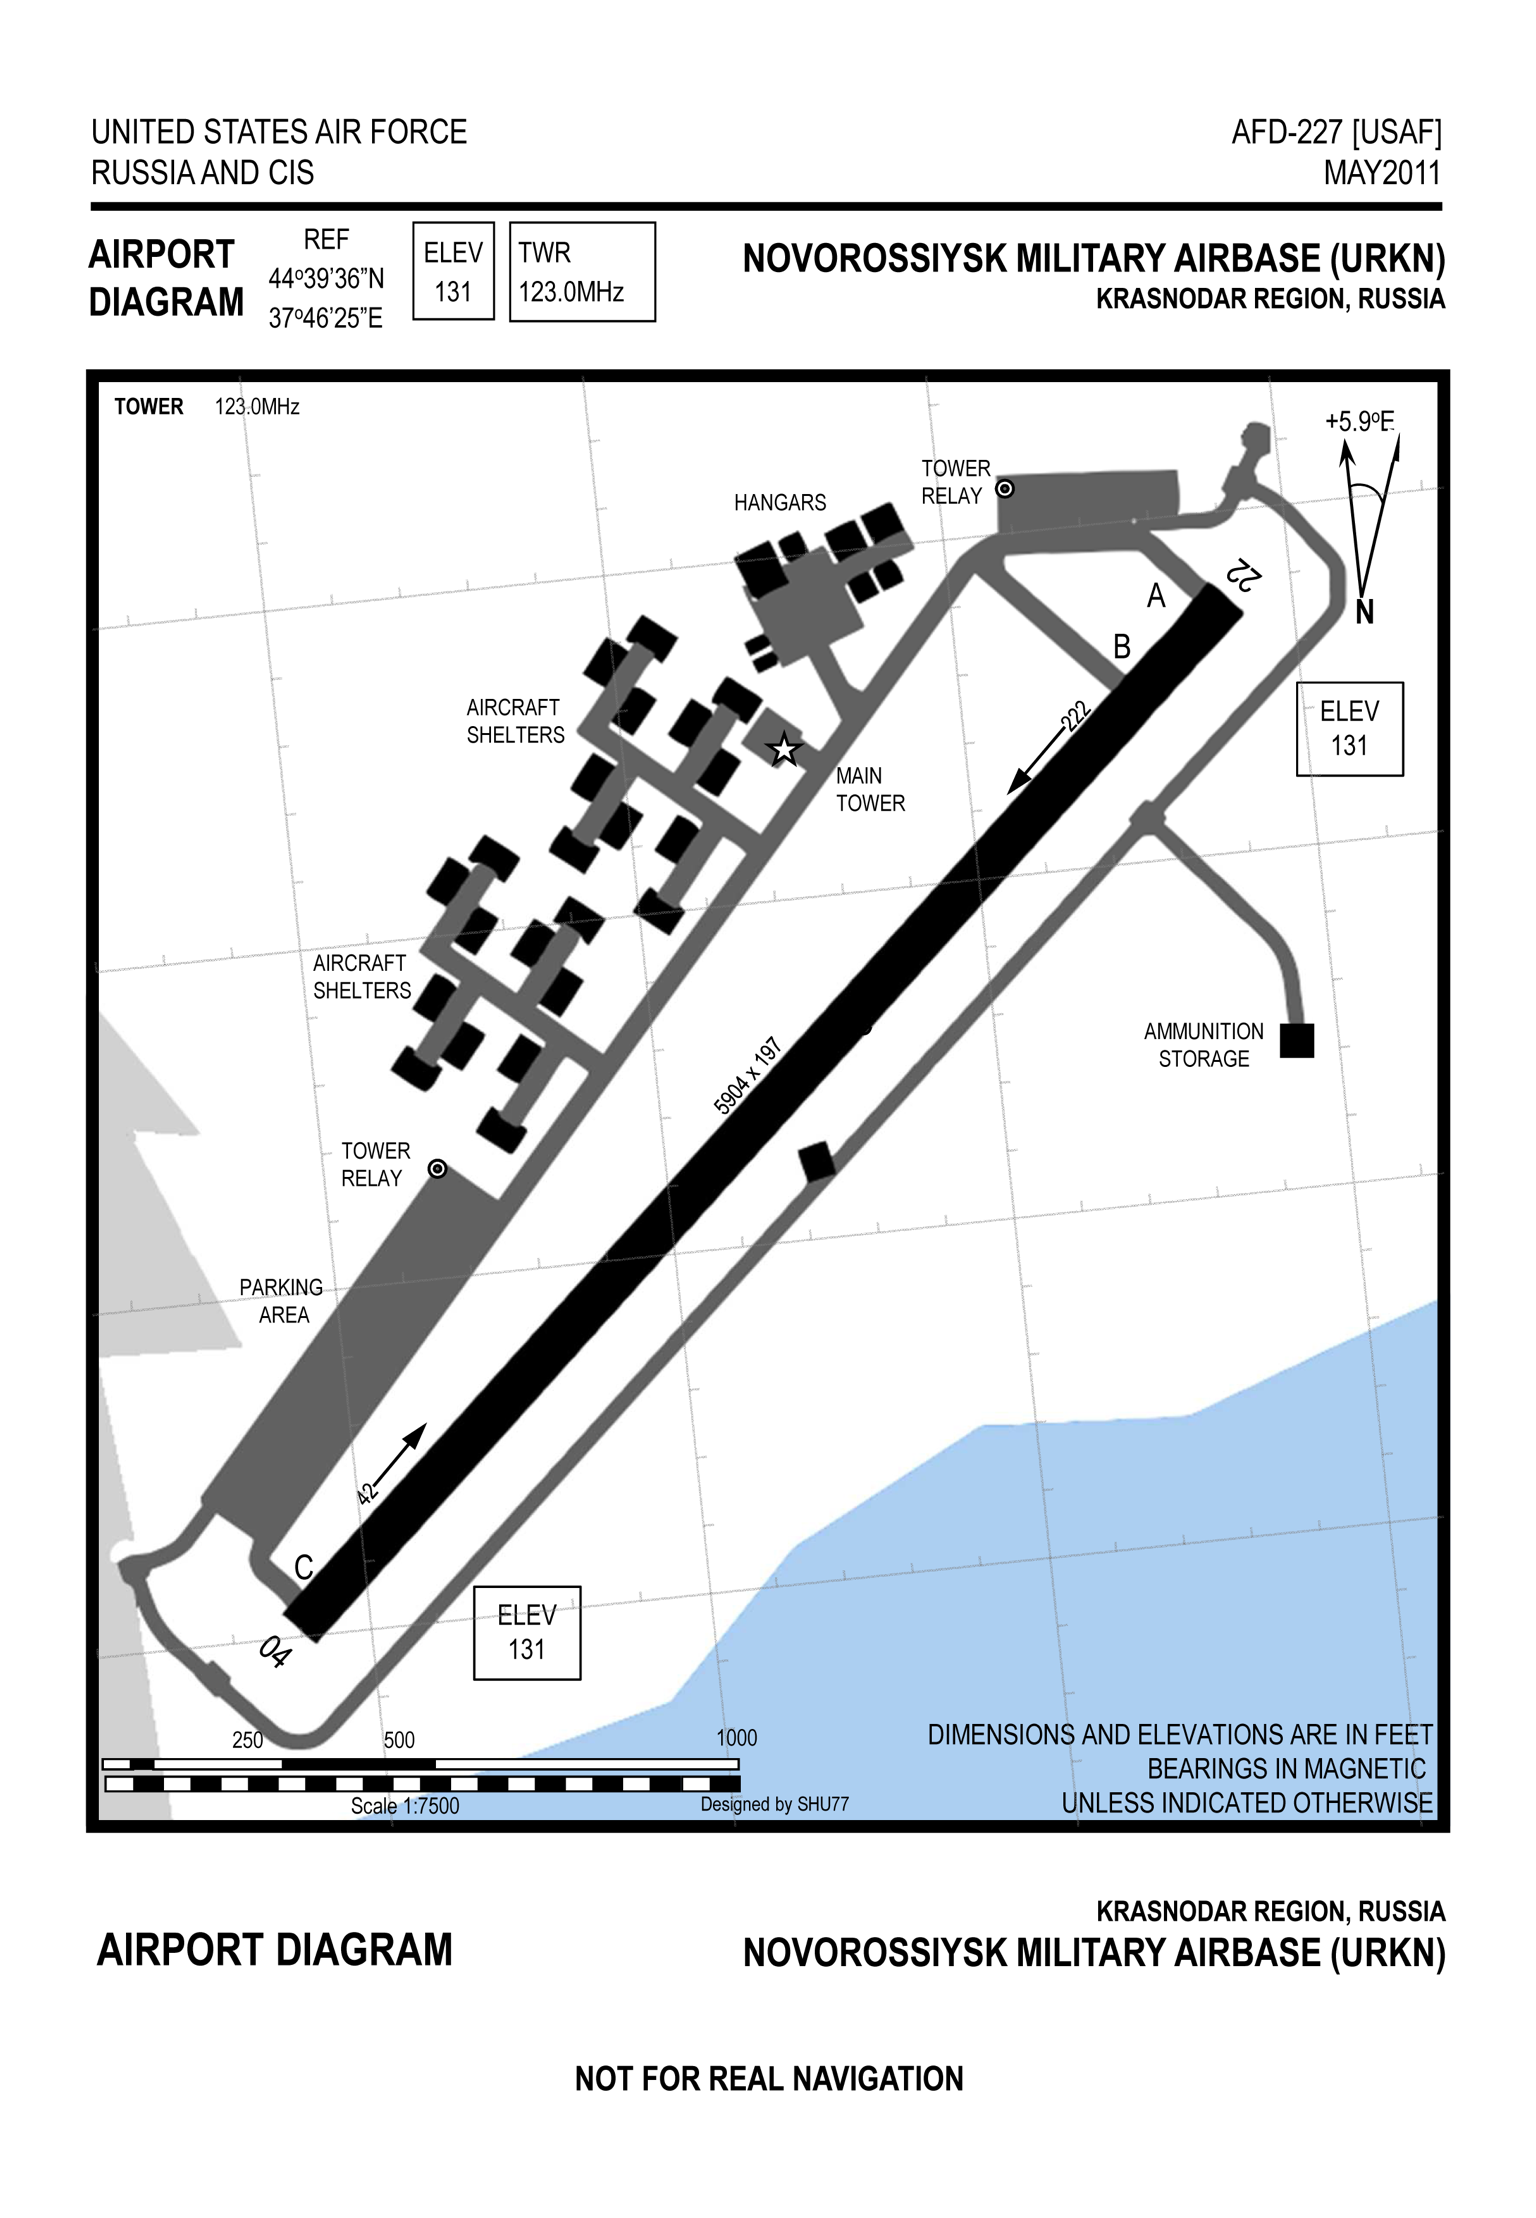 UNITED STATES AIR FORCE
RUSSIA AND CIS
AFD-227 [USAF]
MAY2011
AIRPORT
DIAGRAM
REF
44º39’36”N
37º46’25”E
ELEV
131
TWR
123.0MHz
NOVOROSSIYSK MILITARY AIRBASE (URKN)
KRASNODAR REGION, RUSSIA
TOWER 123.0MHz
+5.9ºE
N
TOWER
RELAY
HANGARS
22
A
B
222
ELEV
131
AIRCRAFT
SHELTERS
MAIN
TOWER
AIRCRAFT
SHELTERS
5904 x 197
AMMUNITION
STORAGE
TOWER
RELAY
PARKING
AREA
42
C
04
ELEV
131
250 500 1000
Scale 1:7500
Designed by SHU77
DIMENSIONS AND ELEVATIONS ARE IN FEET
BEARINGS IN MAGNETIC
UNLESS INDICATED OTHERWISE
AIRPORT DIAGRAM
KRASNODAR REGION, RUSSIA
NOVOROSSIYSK MILITARY AIRBASE (URKN)
NOT FOR REAL NAVIGATION